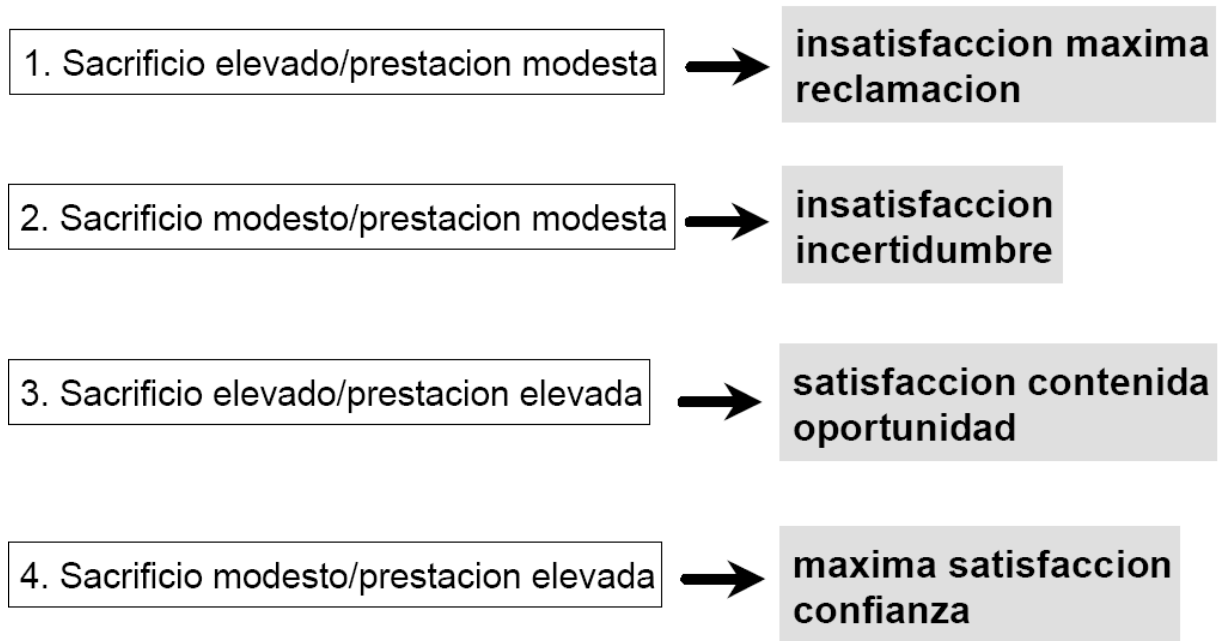 1. Sacrificio elevado/prestacion modesta
insatisfaccion maxima
reclamacion
2. Sacrificio modesto/prestacion modesta
insatisfaccion
incertidumbre
3. Sacrificio elevado/prestacion elevada
satisfaccion contenida
oportunidad
4. Sacrificio modesto/prestacion elevada
maxima satisfaccion
confianza